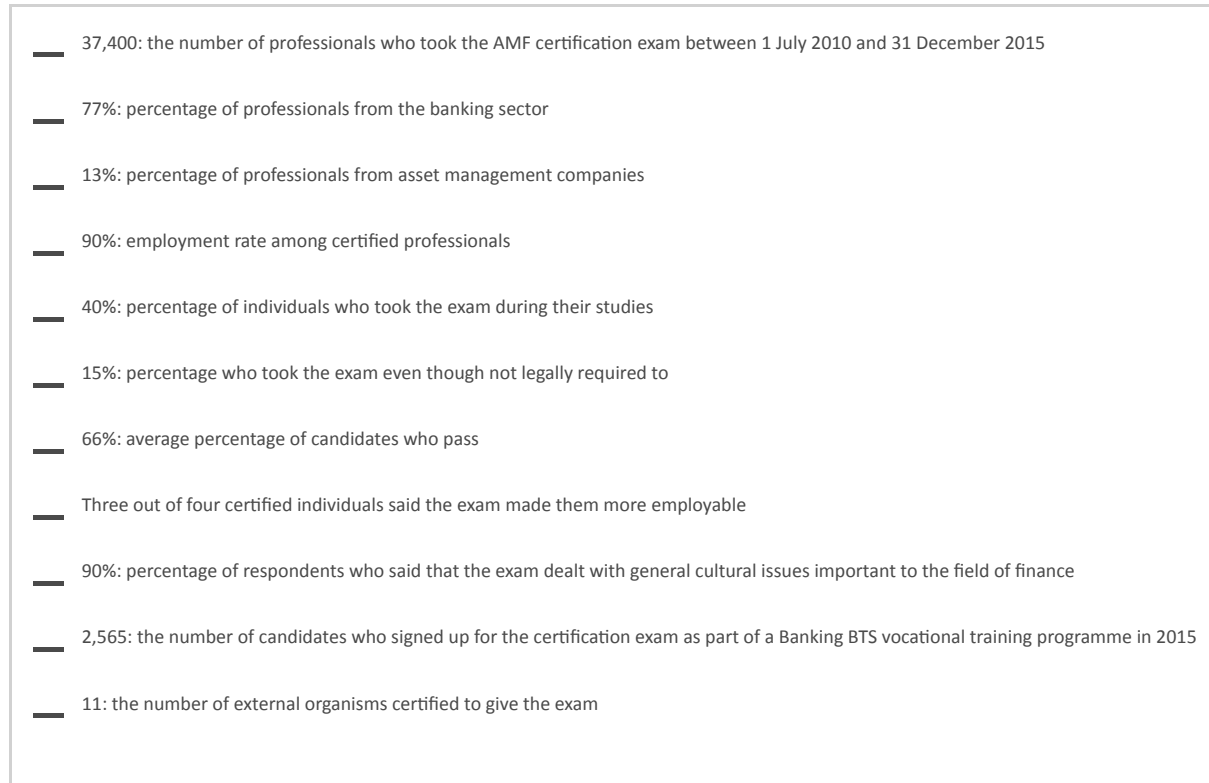 37,400: the number of professionals who took the AMF certification exam between 1 July 2010 and 31 December 2015
77%: percentage of professionals from the banking sector
13%: percentage of professionals from asset management companies
90%: employment rate among certified professionals
40%: percentage of individuals who took the exam during their studies
15%: percentage who took the exam even though not legally required to
66%: average percentage of candidates who pass
Three out of four certified individuals said the exam made them more employable
90%: percentage of respondents who said that the exam dealt with general cultural issues important to the field of finance
2,565: the number of candidates who signed up for the certification exam as part of a Banking BTS vocational training programme in 2015
11: the number of external organisms certified to give the exam